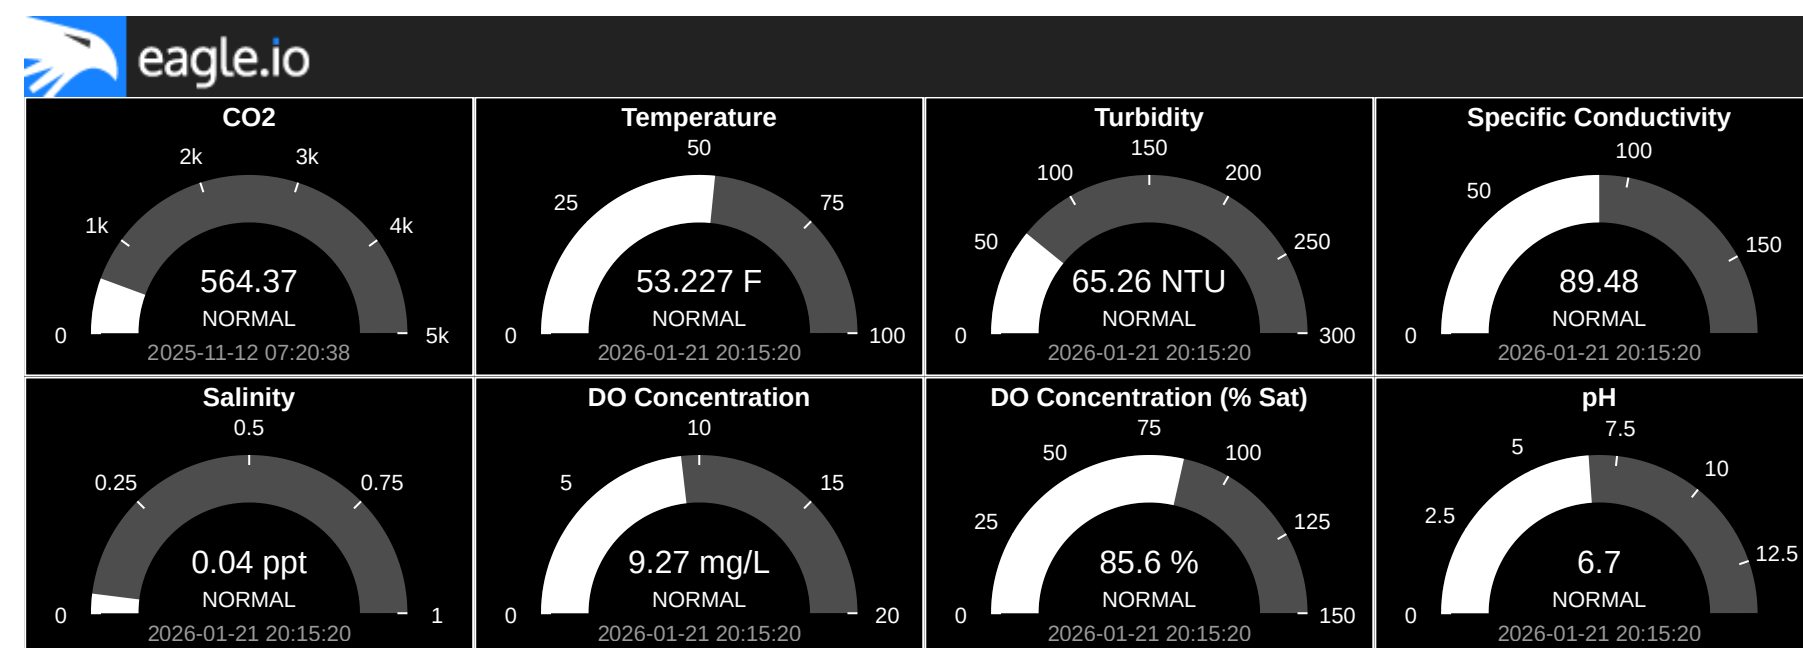 eagle.io
CO2
0
1k
2k
3k
4k
5k
564.37
NORMAL
2025-11-12 07:20:38
Temperature
0
25
50
75
100
53.227 F
NORMAL
2026-01-21 20:15:20
Turbidity
0
50
100
150
200
250
300
65.26 NTU
NORMAL
2026-01-21 20:15:20
Specific Conductivity
0
50
100
150
89.48
NORMAL
2026-01-21 20:15:20
Salinity
0
0.25
0.5
0.75
1
0.04 ppt
NORMAL
2026-01-21 20:15:20
DO Concentration
0
5
10
15
20
9.27 mg/L
NORMAL
2026-01-21 20:15:20
DO Concentration (% Sat)
0
25
50
75
100
125
150
85.6 %
NORMAL
2026-01-21 20:15:20
pH
0
2.5
5
7.5
10
12.5
6.7
NORMAL
2026-01-21 20:15:20